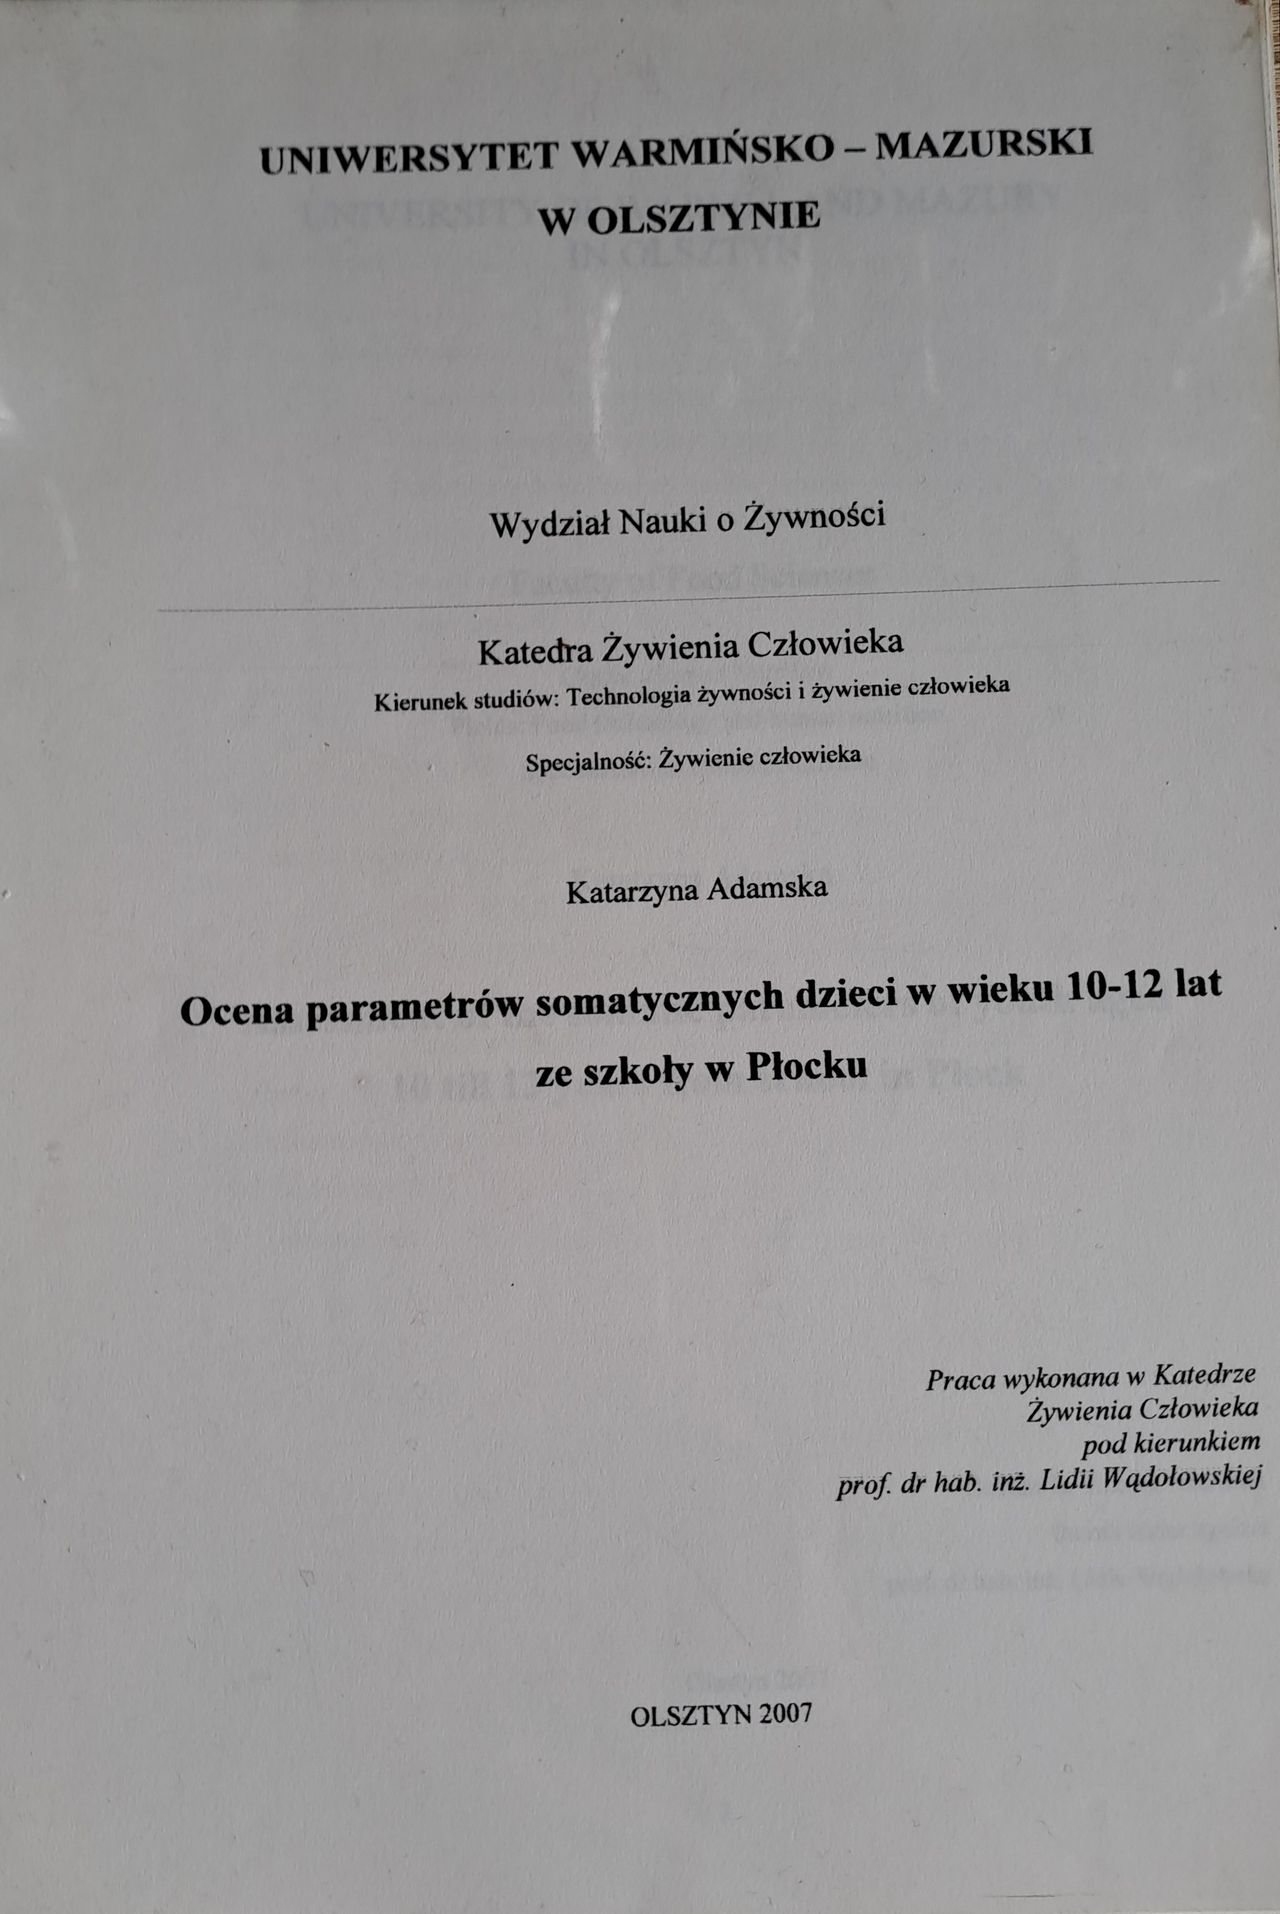 UNIWERSYTET WARMIŃSKO – MAZURSKI
W OLSZTYNIE
Wydział Nauki o Żywności
Katedra Żywienia Człowieka
Kierunek studiów: Technologia żywności i żywienie człowieka
Specjalność: Żywienie człowieka
Katarzyna Adamska
Ocena parametrów somatycznych dzieci w wieku 10-12 lat
ze szkoły w Płocku
Praca wykonana w Katedrze
Żywienia Człowieka
pod kierunkiem
prof. dr hab. inż. Lidii Wądołowskiej
OLSZTYN 2007